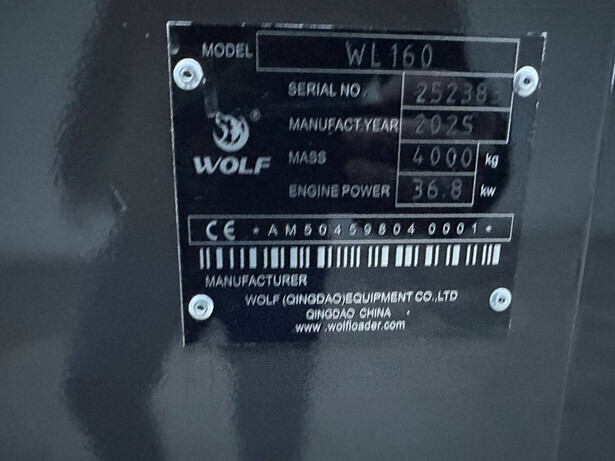 MODEL WL160
SERIAL NO. 252383
MANUFACT.YEAR 2025
MASS 4000 kg
ENGINE POWER 36.8 kw
®
WOLF
CE *AM50459804 0001*
MANUFACTURER
WOLF (QINGDAO)EQUIPMENT CO.,LTD
QINGDAO CHINA
www.wolfloader.com